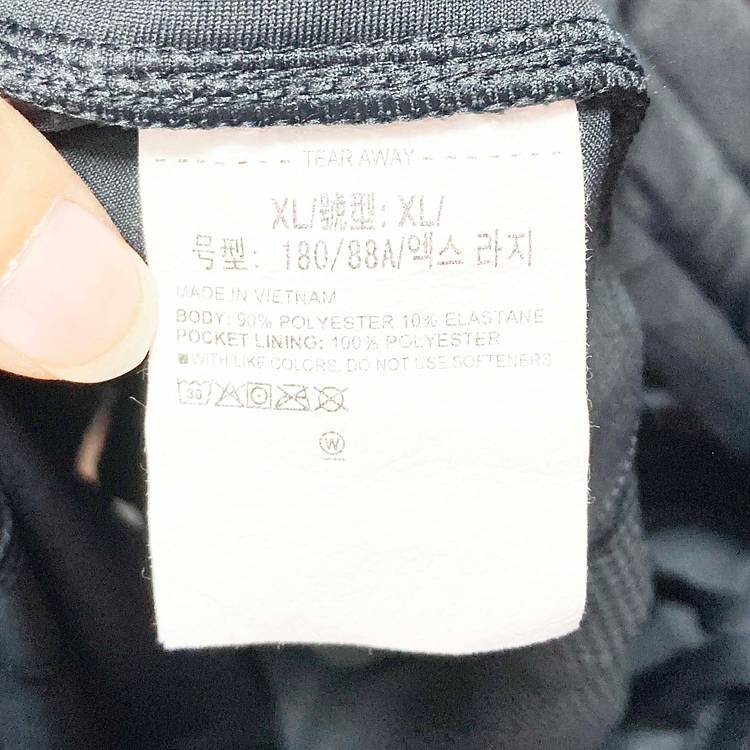 TEAR AWAY
XL/號型: XL/
号型: 180/88A/엑스 라지
MADE IN VIETNAM
BODY: 90% POLYESTER 10% ELASTANE
POCKET LINING: 100% POLYESTER
WITH LIKE COLORS. DO NOT USE SOFTENERS
30
W